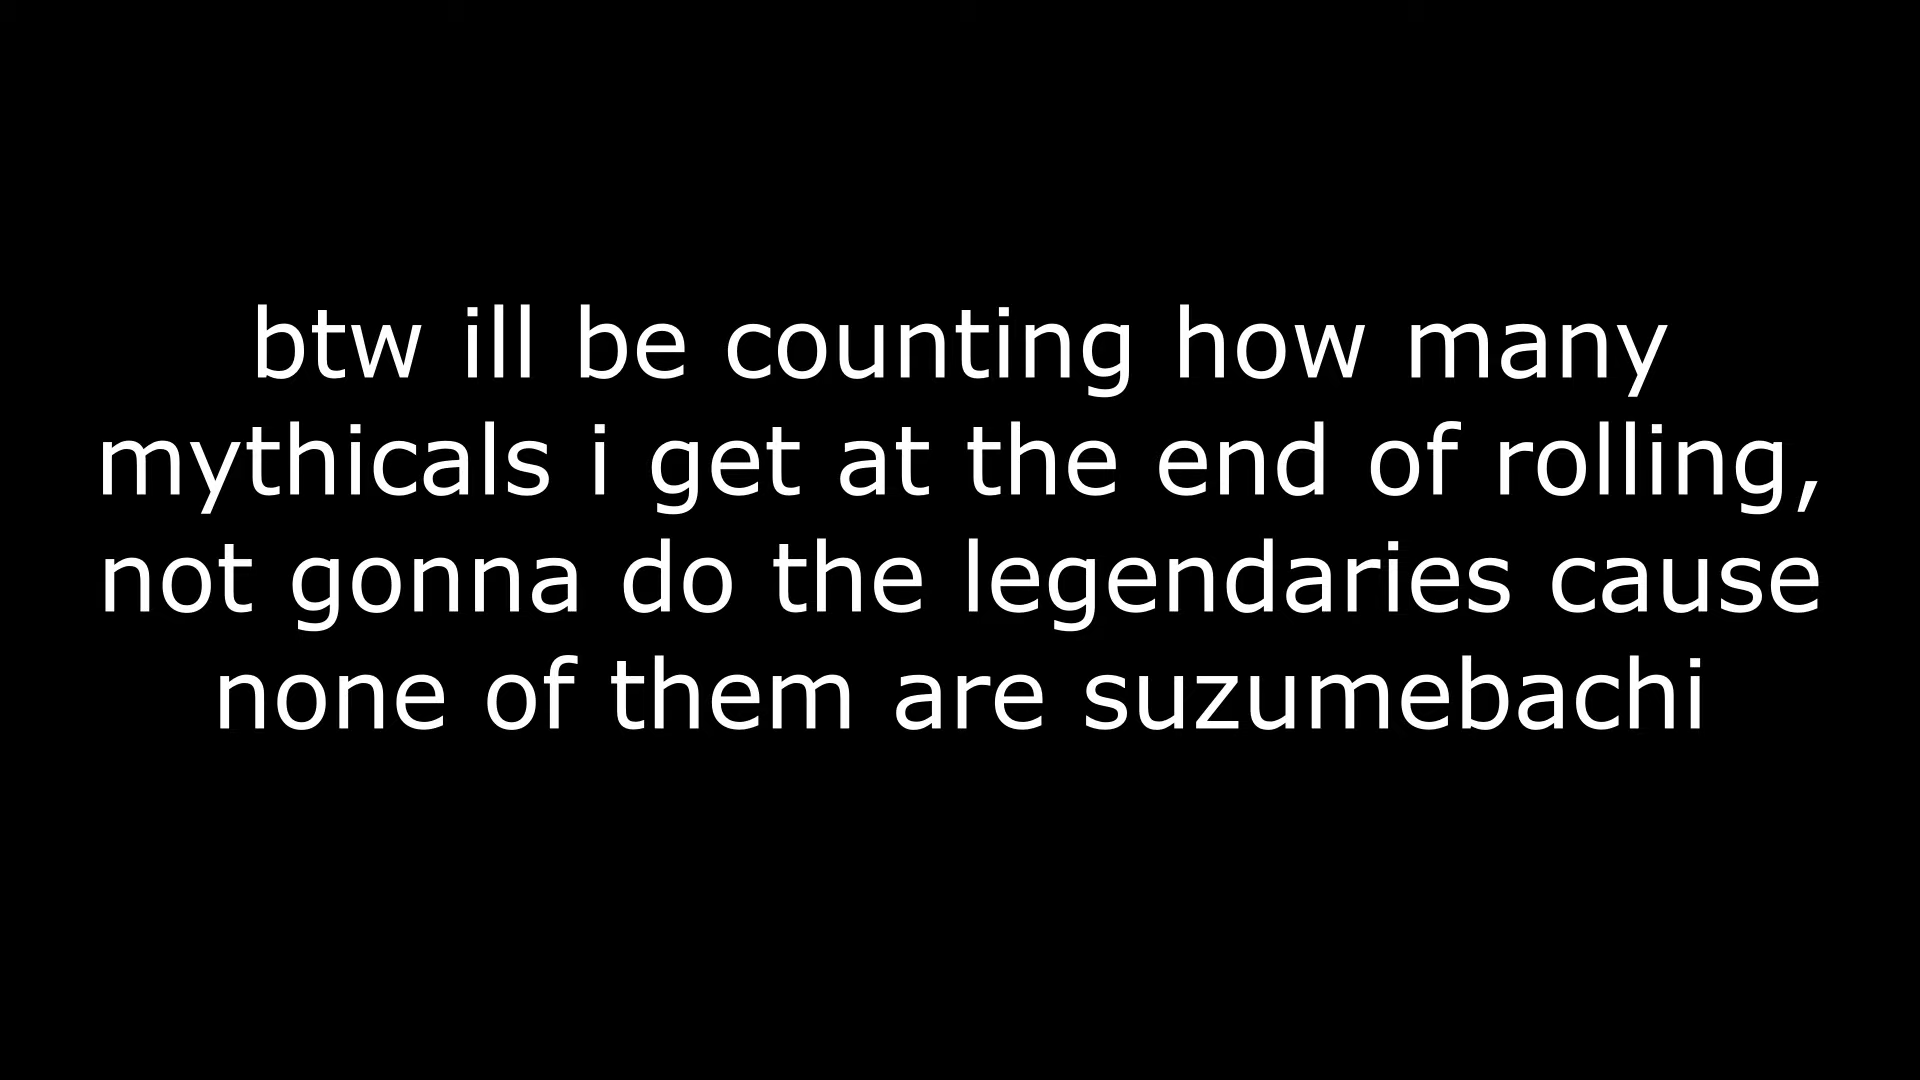 btw ill be counting how many
mythicals i get at the end of rolling,
not gonna do the legendaries cause
none of them are suzumebachi